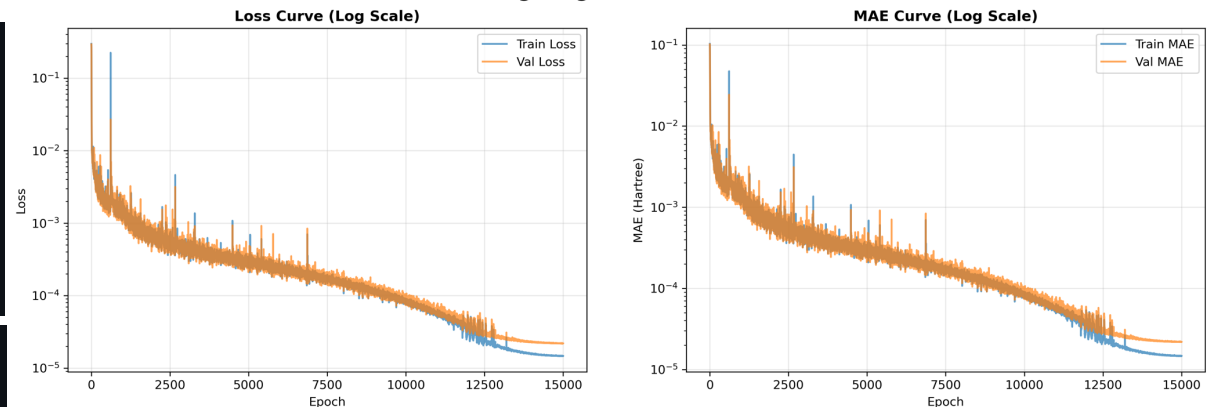 Loss Curve (Log Scale)
Train Loss
Val Loss
10⁻¹
10⁻²
10⁻³
10⁻⁴
10⁻⁵
Loss
0 2500 5000 7500 10000 12500 15000
Epoch
MAE Curve (Log Scale)
Train MAE
Val MAE
10⁻¹
10⁻²
10⁻³
10⁻⁴
10⁻⁵
MAE (Hartree)
0 2500 5000 7500 10000 12500 15000
Epoch